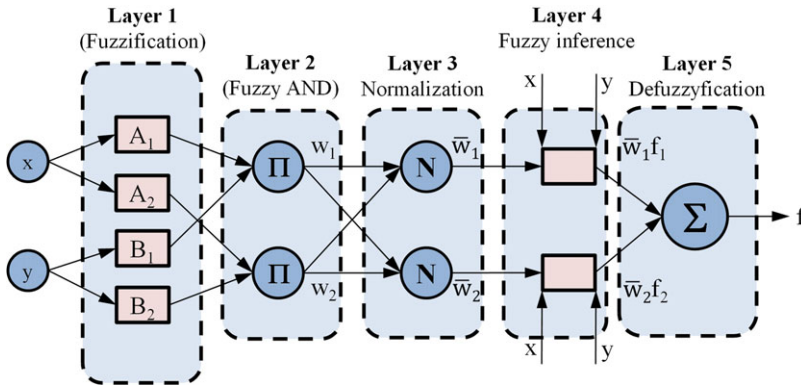 Layer 1
(Fuzzification)
Layer 2
(Fuzzy AND)
Layer 3
Normalization
Layer 4
Fuzzy inference
Layer 5
Defuzzyfication
x
y
A₁
A₂
B₁
B₂
x
y
Π
Π
w₁
w₂
N
N
w̅₁
w̅₂
x
y
w̅₁f₁
w̅₂f₂
Σ
f